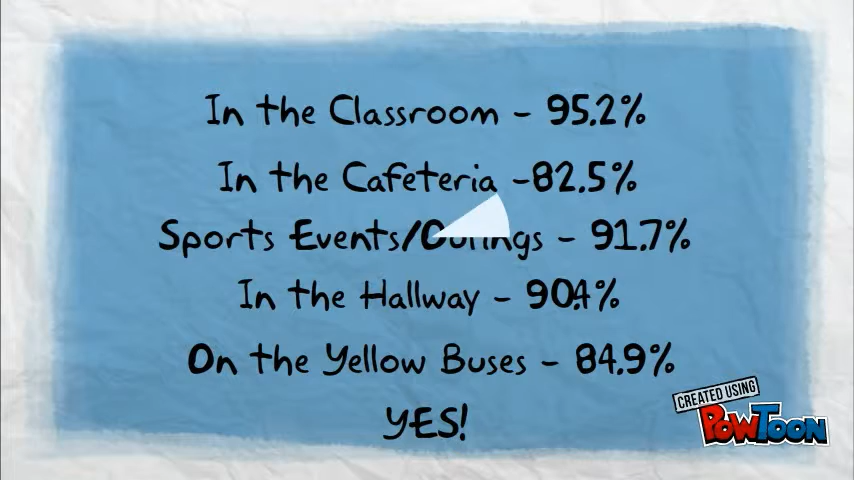 In the Classroom - 95.2%
In the Cafeteria -82.5%
Sports Events/Outings - 91.7%
In the Hallway - 90.4%
On the Yellow Buses - 84.9%
YES!
CREATED USING
POWTOON